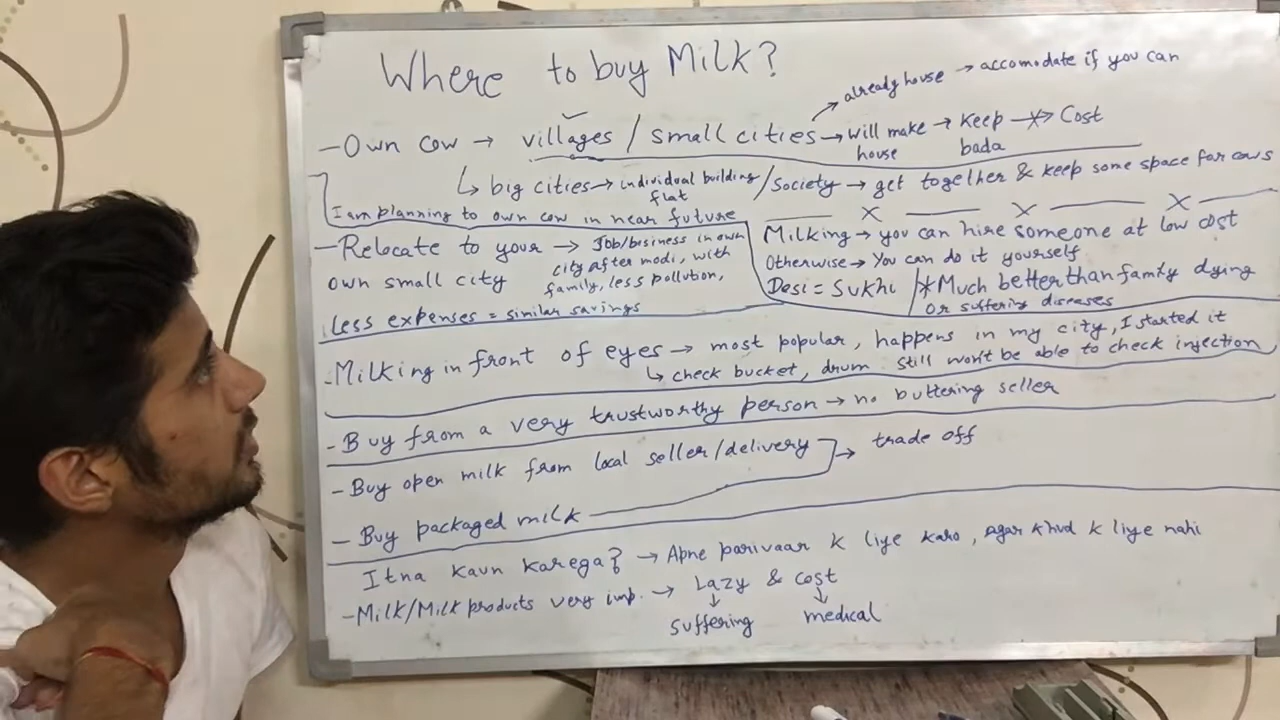 Where to buy Milk?
→ already house → accomodate if you can
- Own cow → villages / small cities → will make house → keep bada → Cost
↳ big cities → individual building flat / Society → get together & keep some space for cows
I am planning to own cow in near future
- Relocate to your own small city → Job/business in own city after modi, with family, less pollution,
less expenses = similar savings
Milking → you can hire someone at low cost
Otherwise → You can do it yourself
Desi = Sukhi / * Much better than family dying or suffering diseases
- Milking in front of eyes → most popular, happens in my city, I started it
↳ check bucket, drum still won't be able to check injection
- Buy from a very trustworthy person → no buttering seller
- Buy open milk from local seller/delivery → trade off
- Buy packaged milk
Itna kaun karega? → Apne parivaar k liye karo, agar khud k liye nahi
- Milk/Milk products very imp. → Lazy & cost
↓ suffering ↓ medical